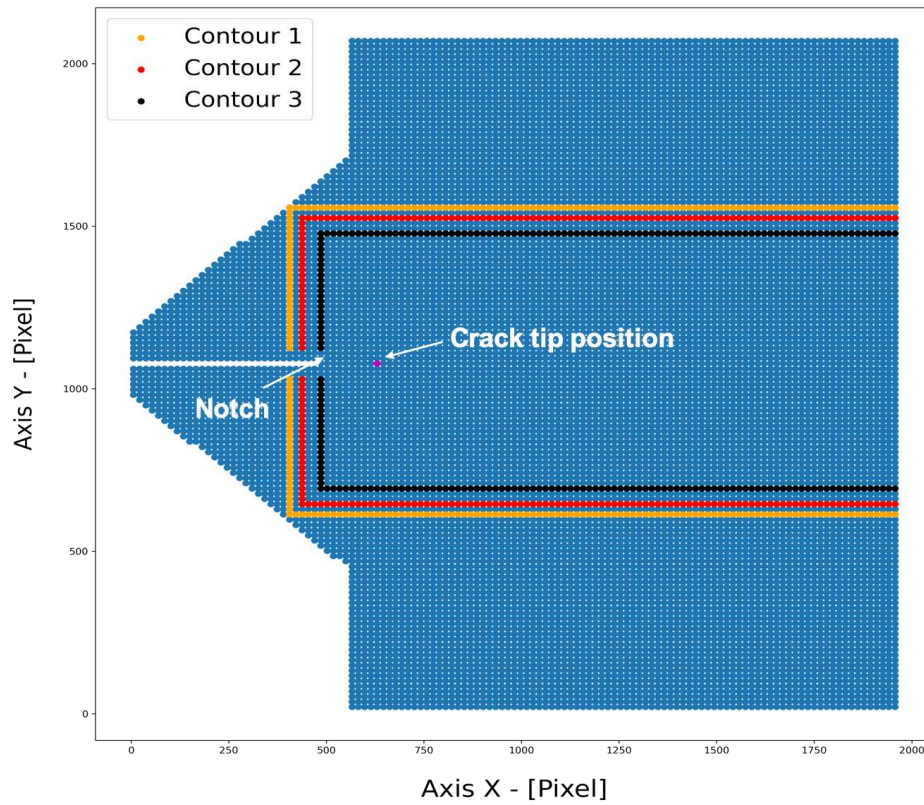 Contour 1
Contour 2
Contour 3
2000
1500
1000
500
0
Axis Y - [Pixel]
Crack tip position
Notch
0 250 500 750 1000 1250 1500 1750 2000
Axis X - [Pixel]